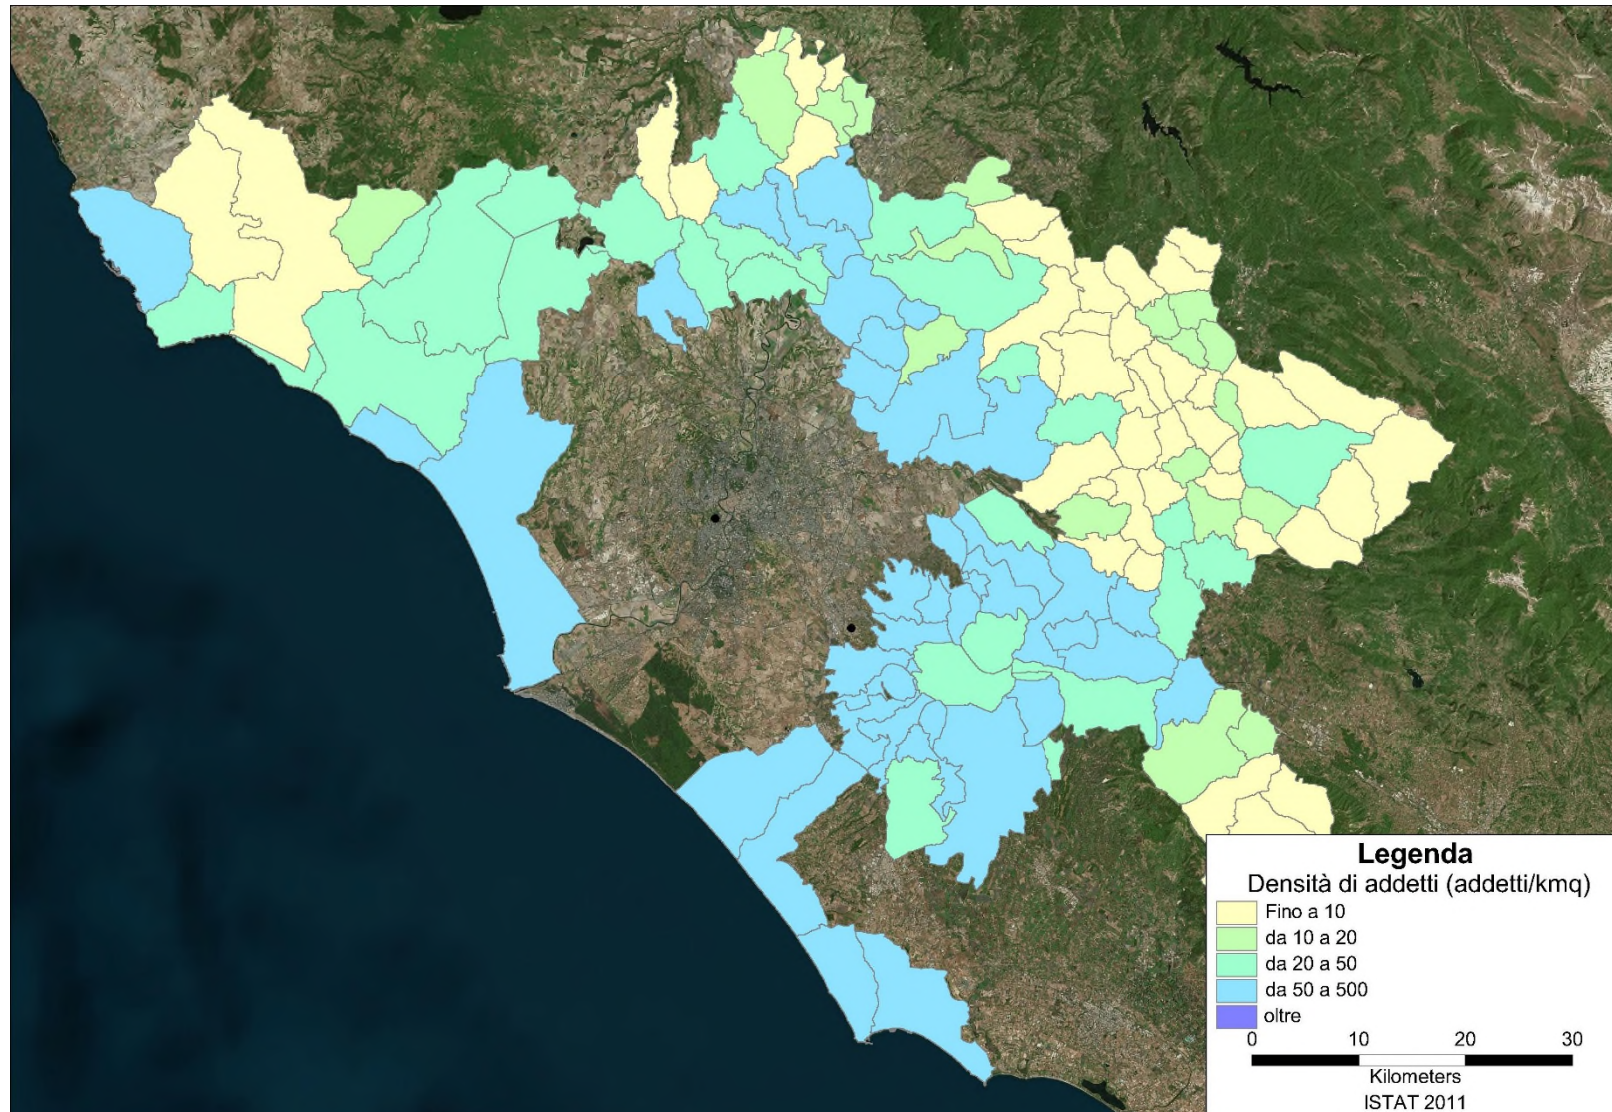 Legenda
Densità di addetti (addetti/kmq)
Fino a 10
da 10 a 20
da 20 a 50
da 50 a 500
oltre
0 10 20 30
Kilometers
ISTAT 2011